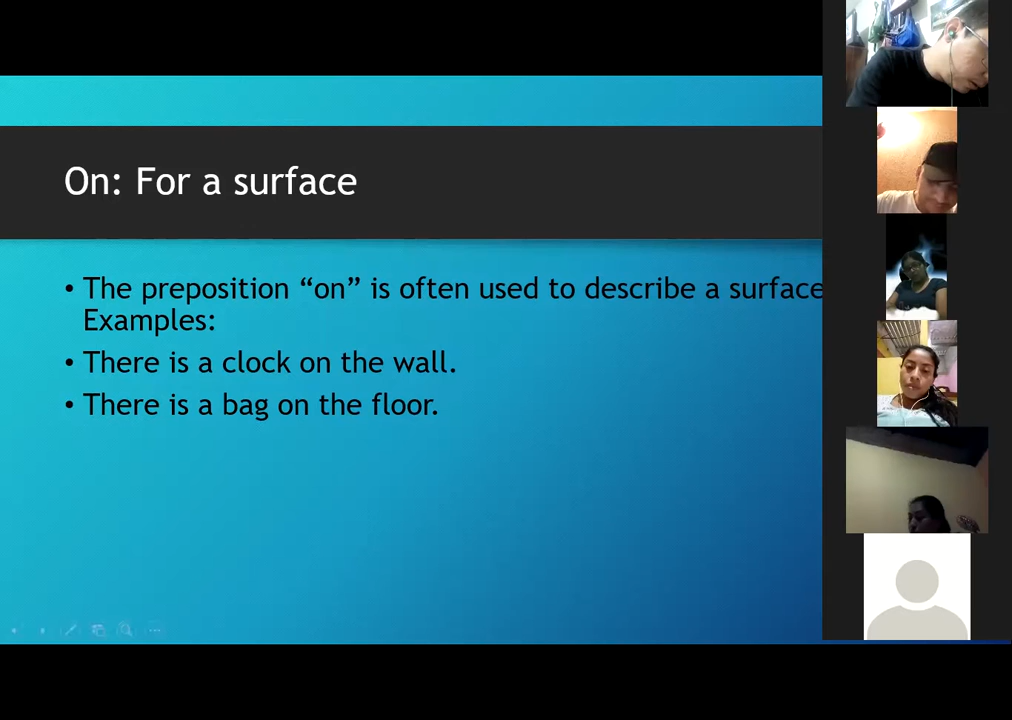 On: For a surface
• The preposition “on” is often used to describe a surface
Examples:
• There is a clock on the wall.
• There is a bag on the floor.